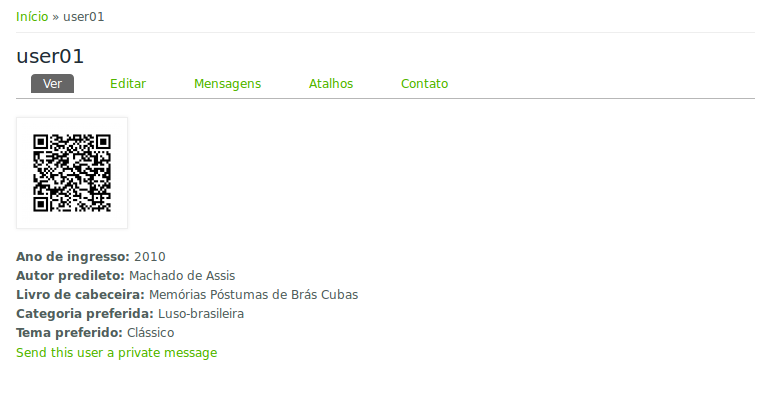 Início » user01
user01
Ver Editar Mensagens Atalhos Contato
Ano de ingresso: 2010
Autor predileto: Machado de Assis
Livro de cabeceira: Memórias Póstumas de Brás Cubas
Categoria preferida: Luso-brasileira
Tema preferido: Clássico
Send this user a private message